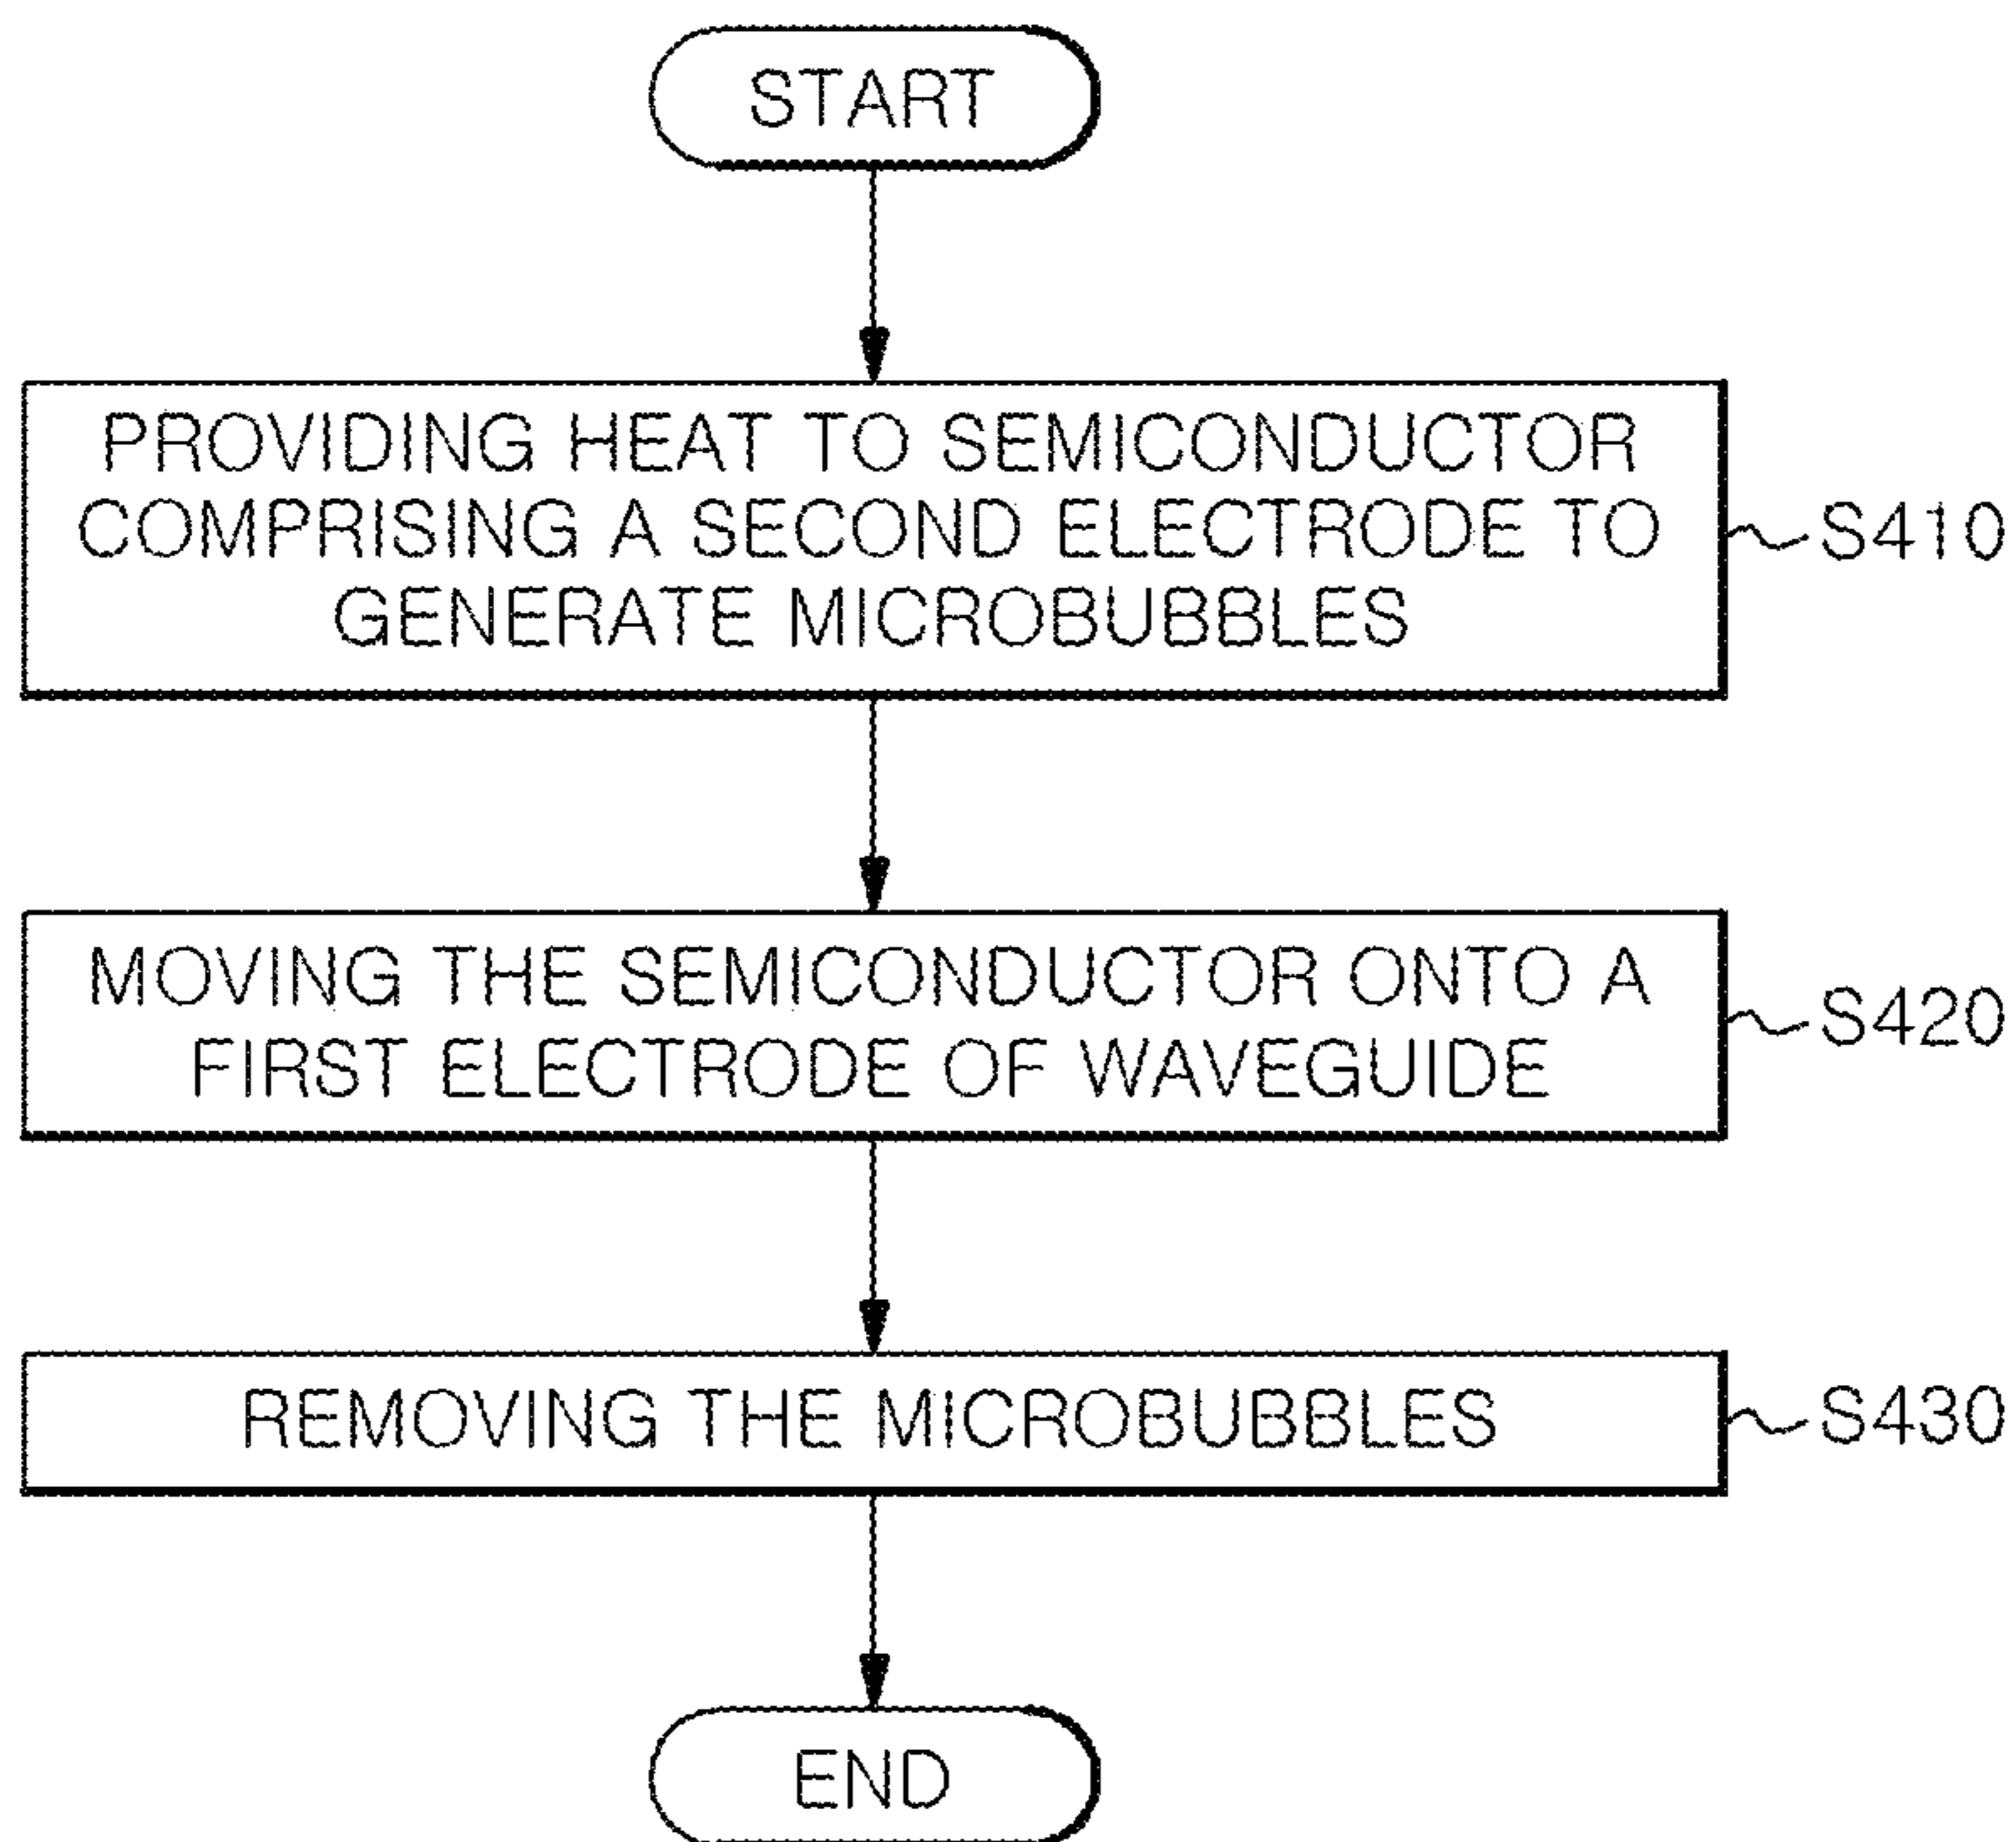 START
PROVIDING HEAT TO SEMICONDUCTOR
COMPRISING A SECOND ELECTRODE TO
GENERATE MICROBUBBLES
S410
MOVING THE SEMICONDUCTOR ONTO A
FIRST ELECTRODE OF WAVEGUIDE
S420
REMOVING THE MICROBUBBLES
S430
END